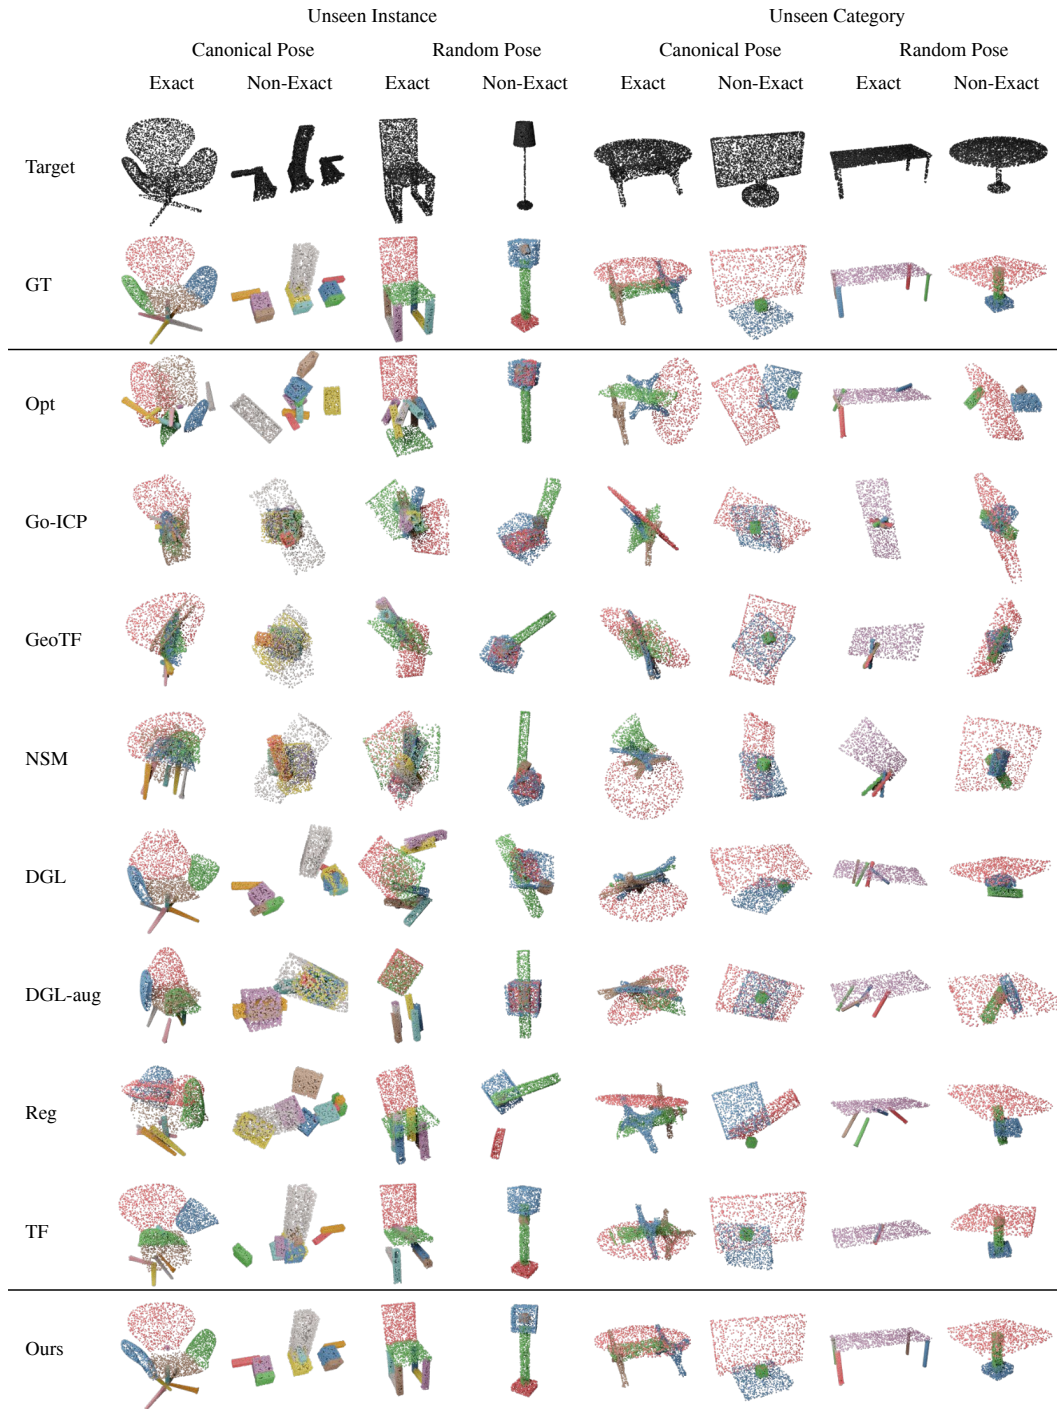 Unseen Instance Unseen Category
Canonical Pose Random Pose Canonical Pose Random Pose
Exact Non-Exact Exact Non-Exact Exact Non-Exact Exact Non-Exact
Target
GT
Opt
Go-ICP
GeoTF
NSM
DGL
DGL-aug
Reg
TF
Ours